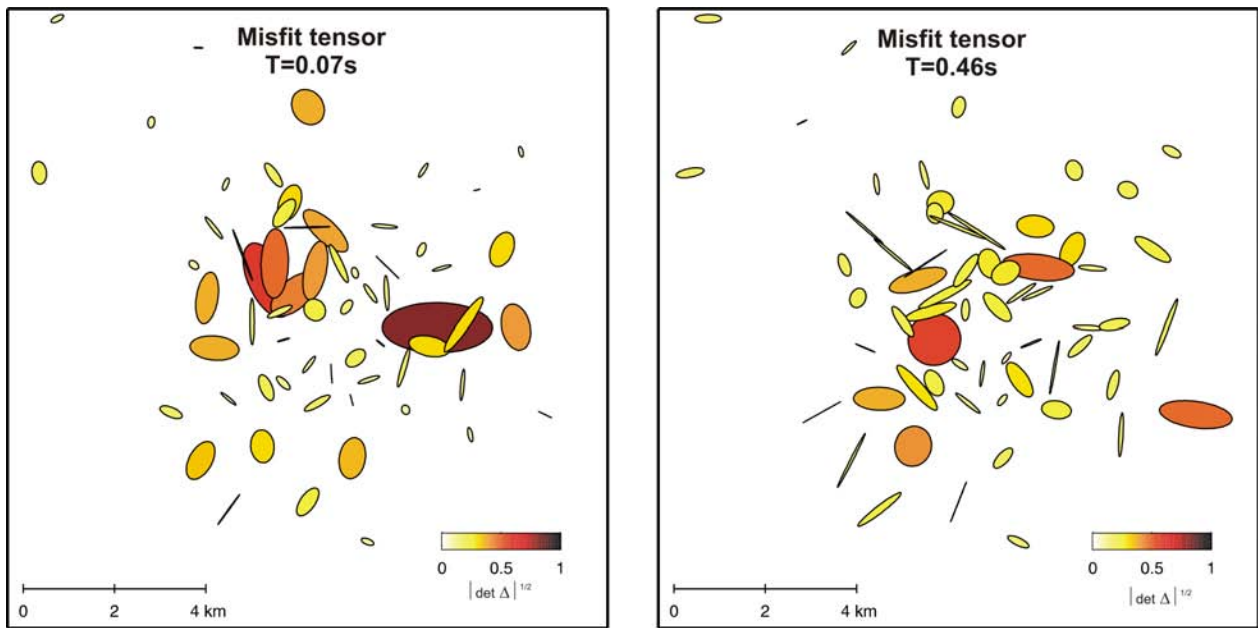 Misfit tensor
T=0.07s
0 0.5 1
|det Δ|^1/2
0 2 4 km
Misfit tensor
T=0.46s
0 0.5 1
|det Δ|^1/2
0 2 4 km